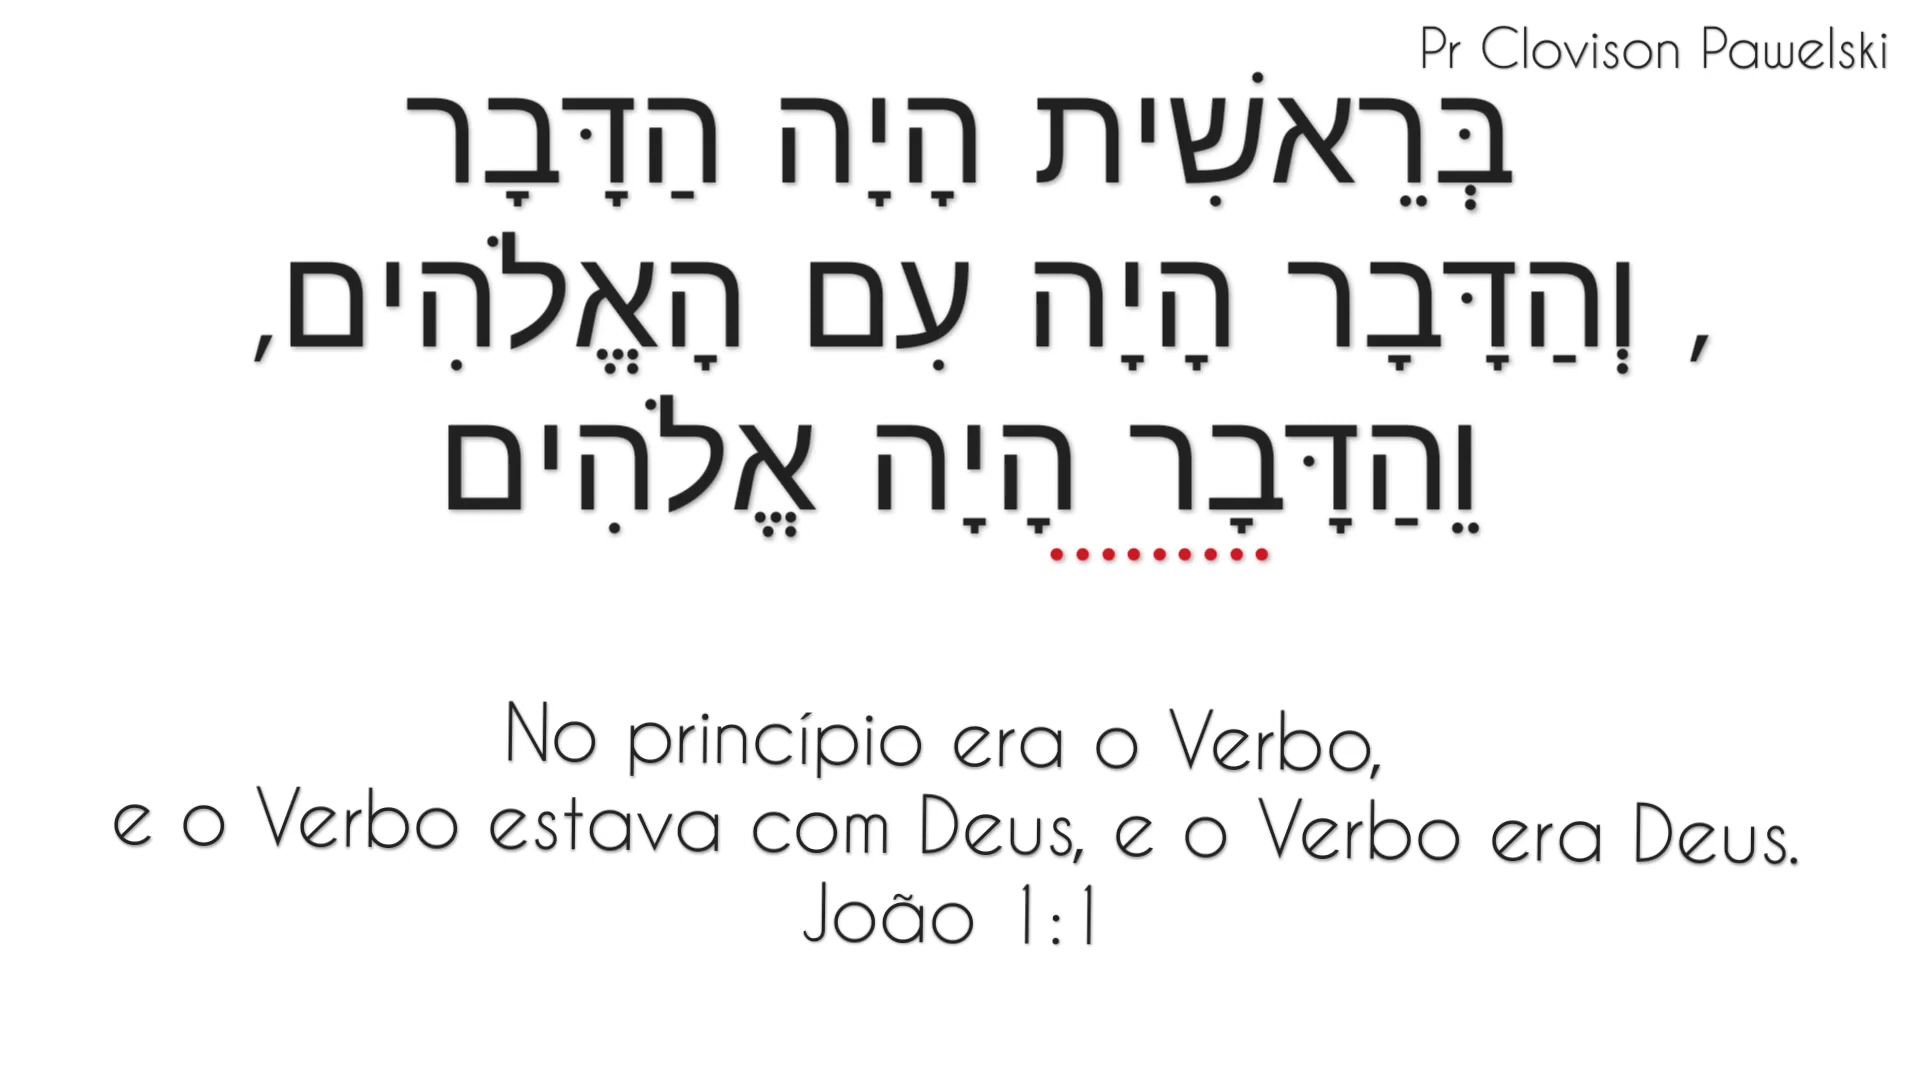 Pr Clovison Pawelski
בְּרֵאשִׁית הָיָה הַדָּבָר
, וְהַדָּבָר הָיָה עִם הָאֱלֹהִים,
וֵהַדָּבָר הָיָה אֱלֹהִים
No princípio era o Verbo,
e o Verbo estava com Deus, e o Verbo era Deus.
João 1:1